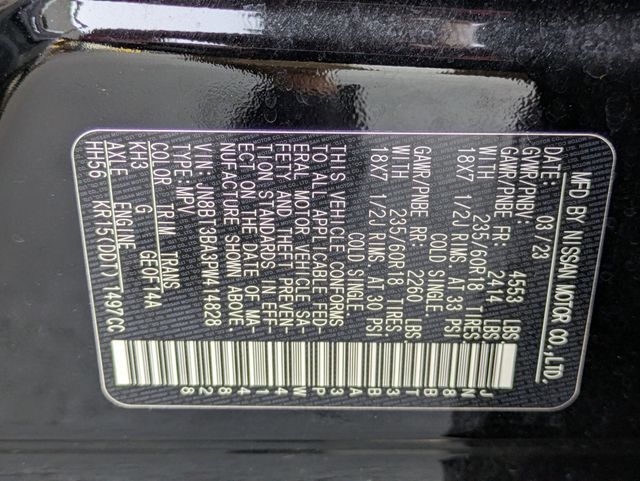 MFD BY NISSAN MOTOR CO.,LTD.
DATE: 03/23
GVWR/PNBV: 4553 LBS
GAWR/PNBE FR: 2414 LBS
WITH 235/60R18 TIRES
18X7 1/2J RIMS AT 33 PSI
COLD SINGLE
GAWR/PNBE RR: 2260 LBS
WITH 235/60R18 TIRES
18X7 1/2J RIMS AT 30 PSI
COLD SINGLE
THIS VEHICLE CONFORMS
TO ALL APPLICABLE FED-
ERAL MOTOR VEHICLE SA-
FETY AND THEFT PREVEN-
TION STANDARDS IN EFF-
ECT ON THE DATE OF MA-
NUFACTURE SHOWN ABOVE
VIN: JN8BT3BA3PW414828
TYPE: MPV
COLOR TRIM TRANS
KH3 G GE0F14A
AXLE ENGINE
HH56 KR15(DDT) 1497CC
JN8BT3BA3PW414828